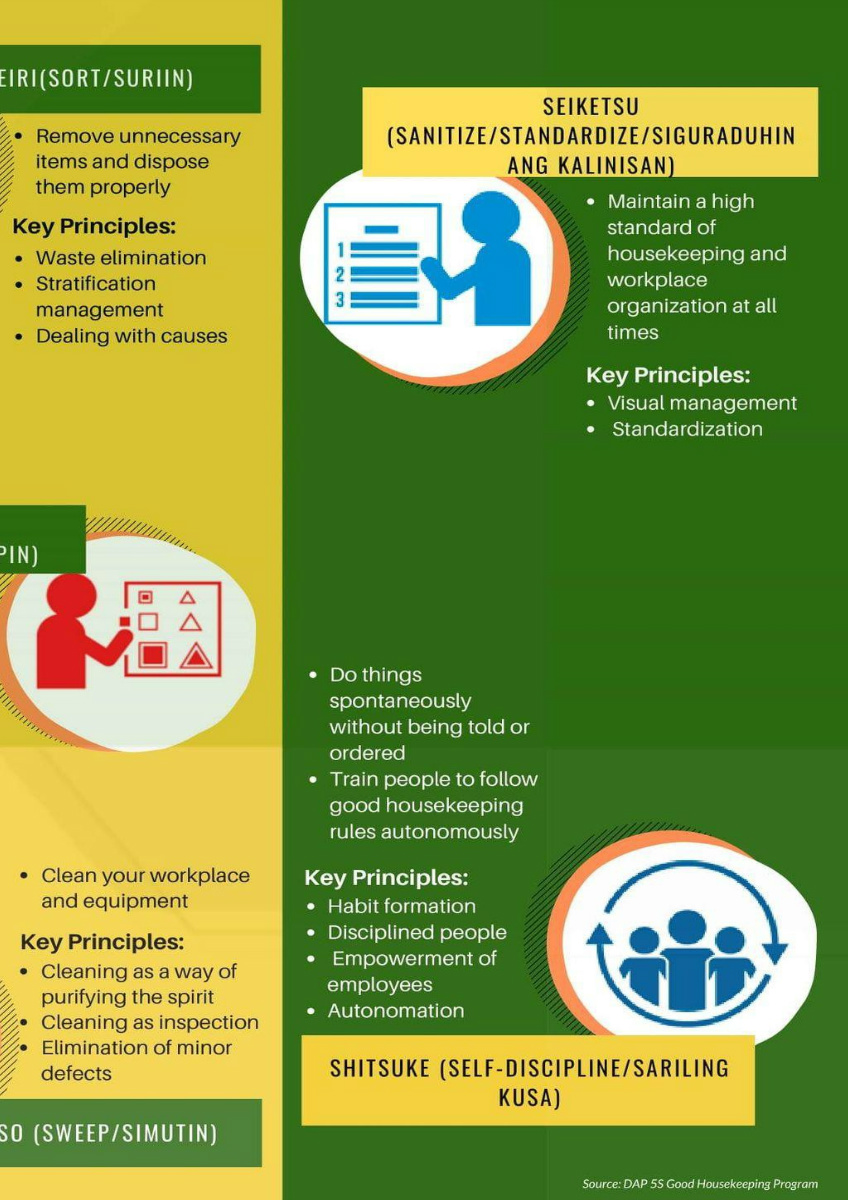 EIRI(SORT/SURIIN)
• Remove unnecessary
items and dispose
them properly
Key Principles:
• Waste elimination
• Stratification
management
• Dealing with causes
PIN)
• Clean your workplace
and equipment
Key Principles:
• Cleaning as a way of
purifying the spirit
• Cleaning as inspection
• Elimination of minor
defects
SO (SWEEP/SIMUTIN)
SEIKETSU
(SANITIZE/STANDARDIZE/SIGURADUHIN
ANG KALINISAN)
1
2
3
• Maintain a high
standard of
housekeeping and
workplace
organization at all
times
Key Principles:
• Visual management
• Standardization
• Do things
spontaneously
without being told or
ordered
• Train people to follow
good housekeeping
rules autonomously
Key Principles:
• Habit formation
• Disciplined people
• Empowerment of
employees
• Autonomation
SHITSUKE (SELF-DISCIPLINE/SARILING
KUSA)
Source: DAP 5S Good Housekeeping Program